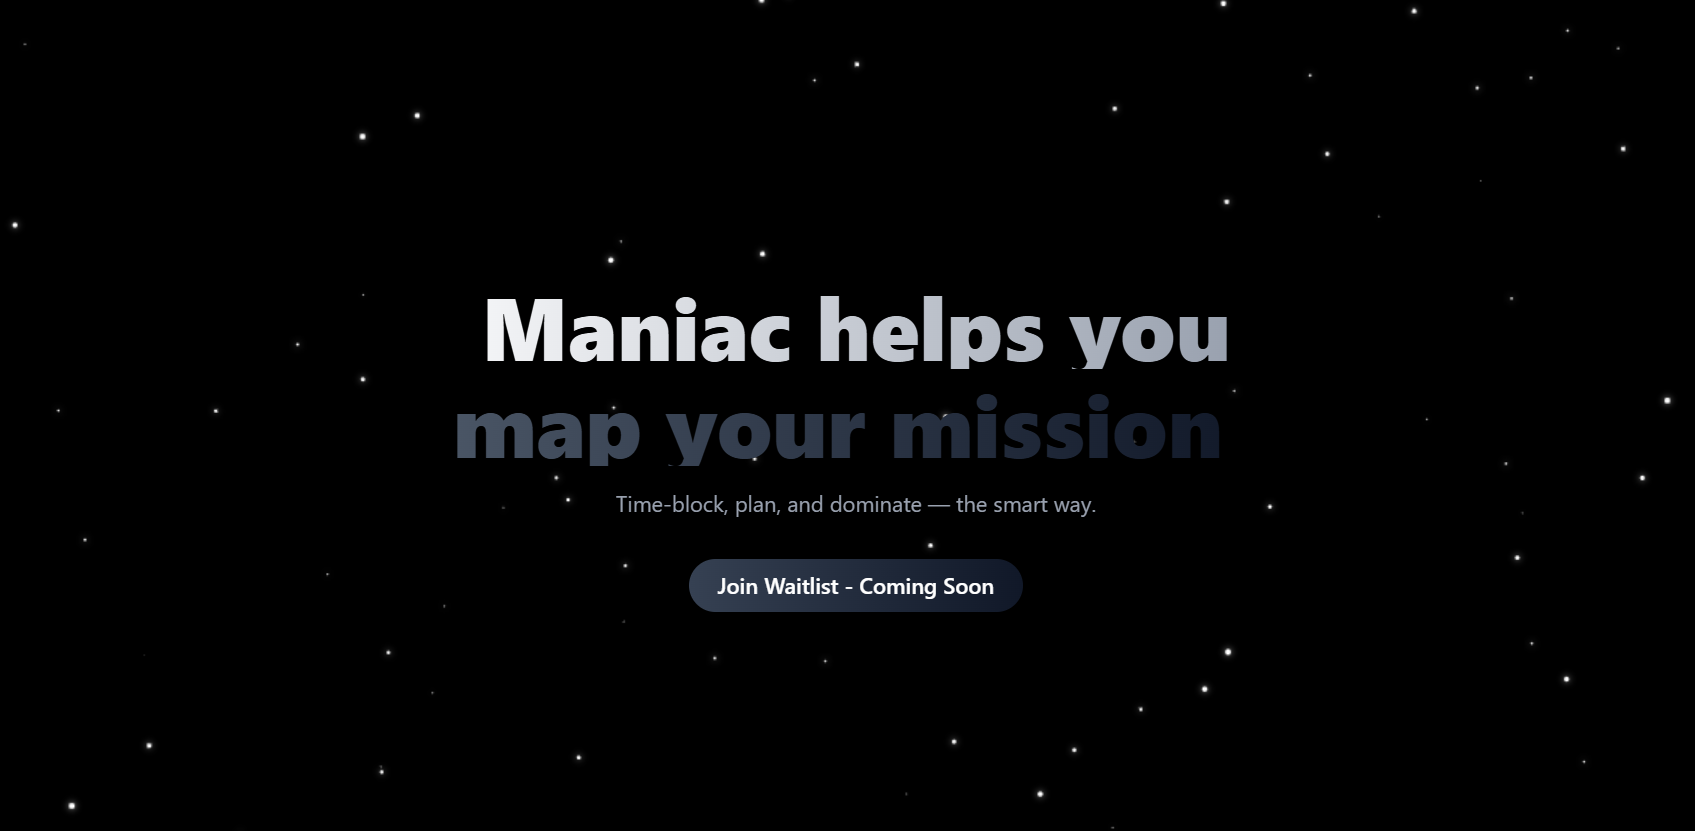 Maniac helps you
map your mission
Time-block, plan, and dominate — the smart way.
Join Waitlist - Coming Soon